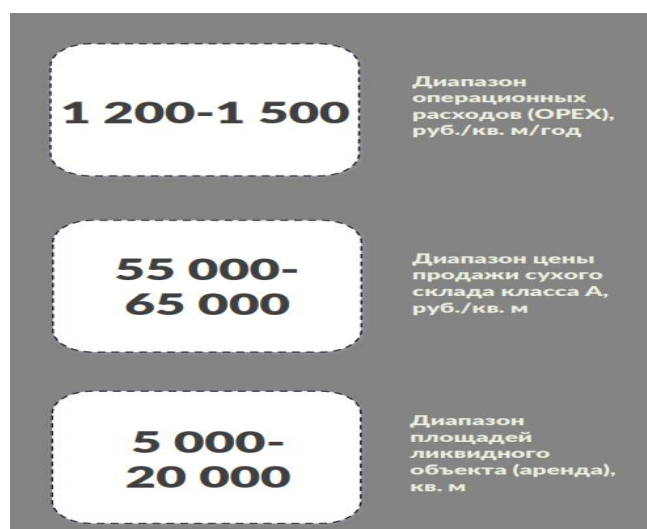 1 200-1 500
Диапазон
операционных
расходов (OPEX),
руб./кв. м/год
55 000-
65 000
Диапазон цены
продажи сухого
склада класса А,
руб./кв. м
5 000-
20 000
Диапазон
площадей
ликвидного
объекта (аренда),
кв. м